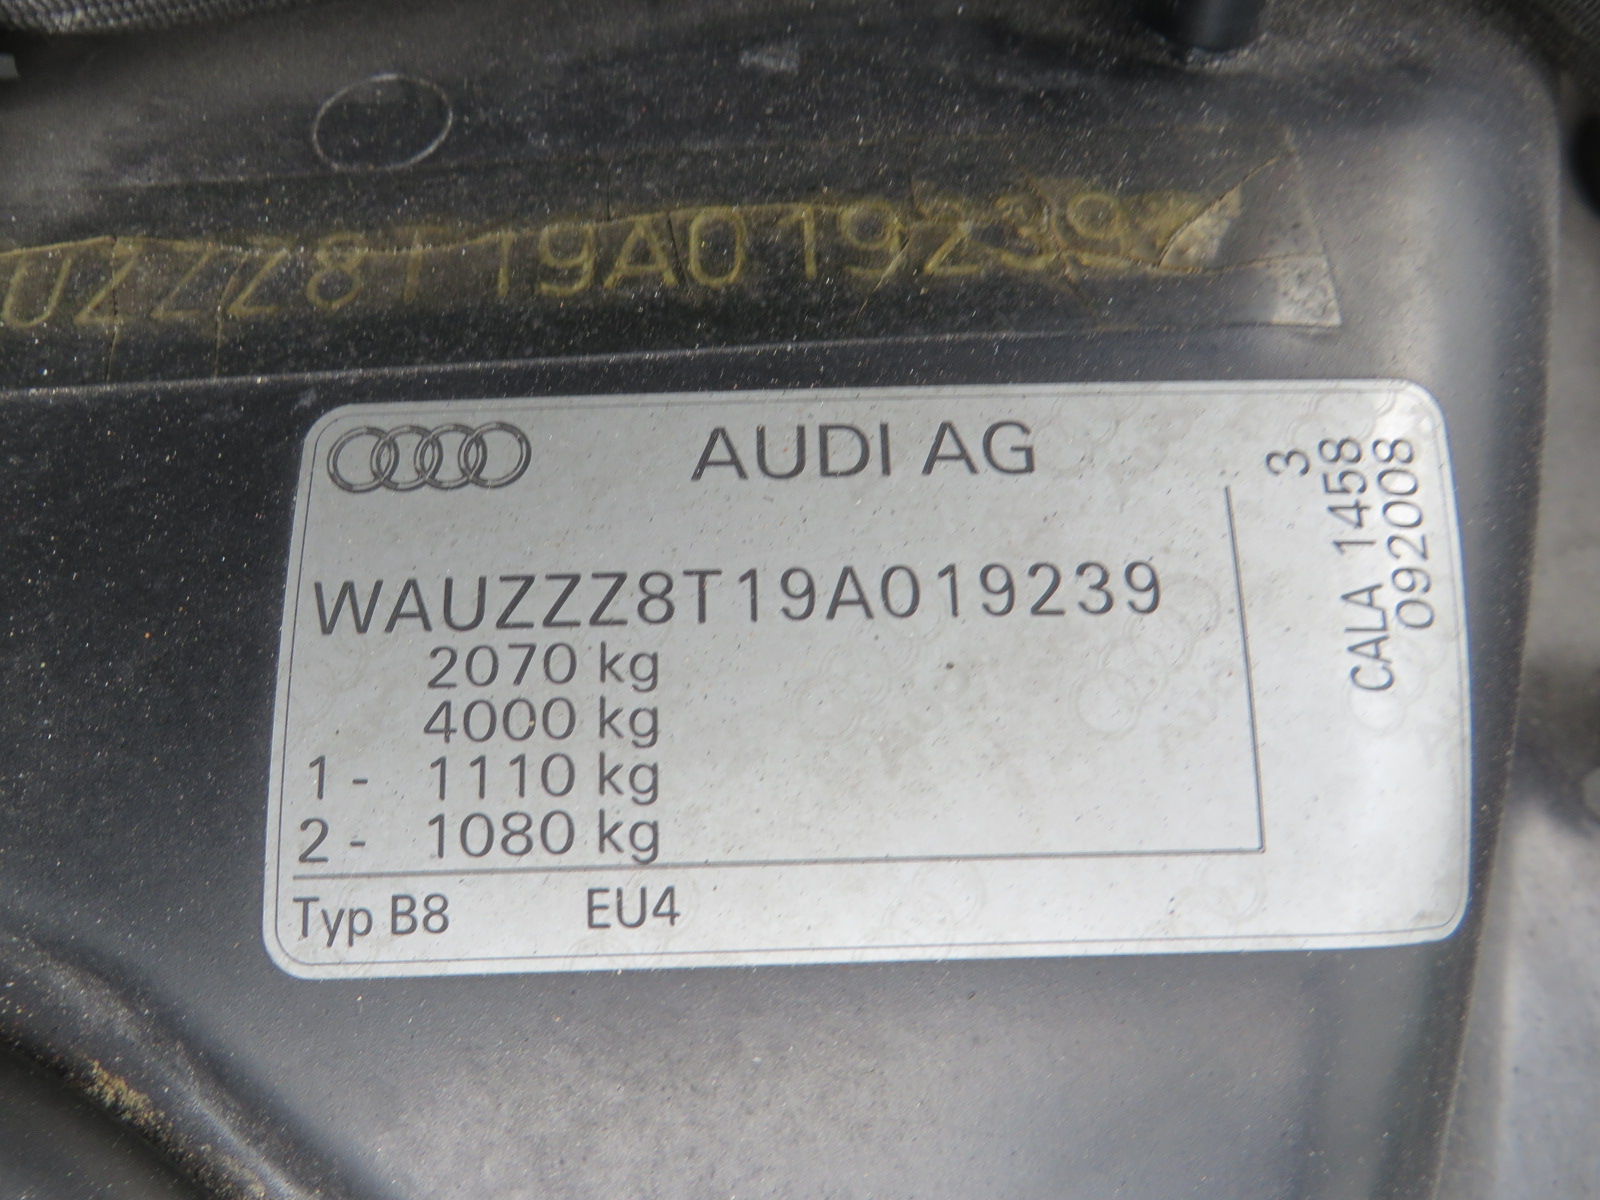 UZZZ8T19A019239
AUDI AG
WAUZZZ8T19A019239
2070 kg
4000 kg
1 - 1110 kg
2 - 1080 kg
Typ B8 EU4
3
CALA 1458
092008